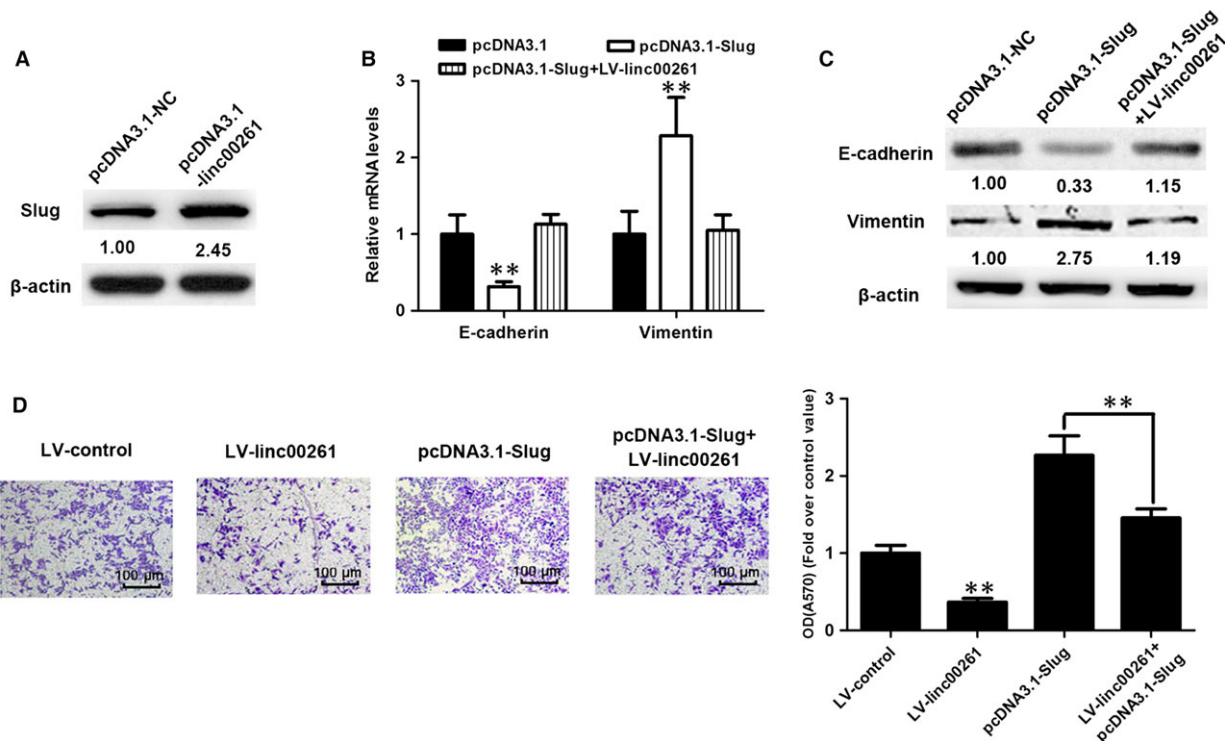 A
pcDNA3.1-NC
pcDNA3.1
-linc00261
Slug
1.00 2.45
β-actin
B
pcDNA3.1
pcDNA3.1-Slug
pcDNA3.1-Slug+LV-linc00261
Relative mRNA levels
3
2
1
0
**
**
E-cadherin
Vimentin
C
pcDNA3.1-NC
pcDNA3.1-Slug
pcDNA3.1-Slug
+LV-linc00261
E-cadherin
1.00 0.33 1.15
Vimentin
1.00 2.75 1.19
β-actin
D
LV-control
LV-linc00261
pcDNA3.1-Slug
pcDNA3.1-Slug+
LV-linc00261
100 μm
100 μm
100 μm
100 μm
OD(A570) (Fold over control value)
3
2
1
0
**
**
LV-control
LV-linc00261
pcDNA3.1-Slug
LV-linc00261+
pcDNA3.1-Slug